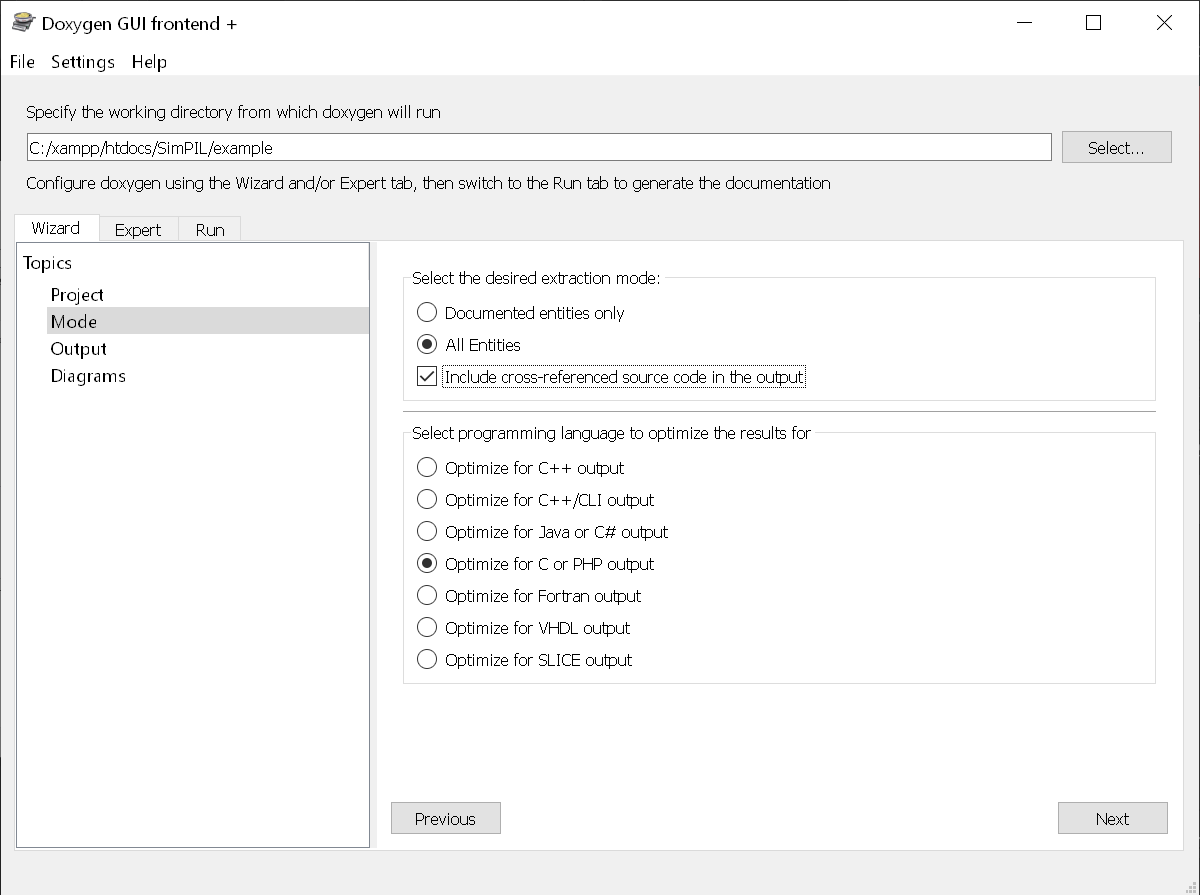 Doxygen GUI frontend +
File Settings Help
Specify the working directory from which doxygen will run
C:/xampp/htdocs/SimPIL/example
Select...
Configure doxygen using the Wizard and/or Expert tab, then switch to the Run tab to generate the documentation
Wizard Expert Run
Topics
Project
Mode
Output
Diagrams
Select the desired extraction mode:
Documented entities only
All Entities
Include cross-referenced source code in the output
Select programming language to optimize the results for
Optimize for C++ output
Optimize for C++/CLI output
Optimize for Java or C# output
Optimize for C or PHP output
Optimize for Fortran output
Optimize for VHDL output
Optimize for SLICE output
Previous
Next